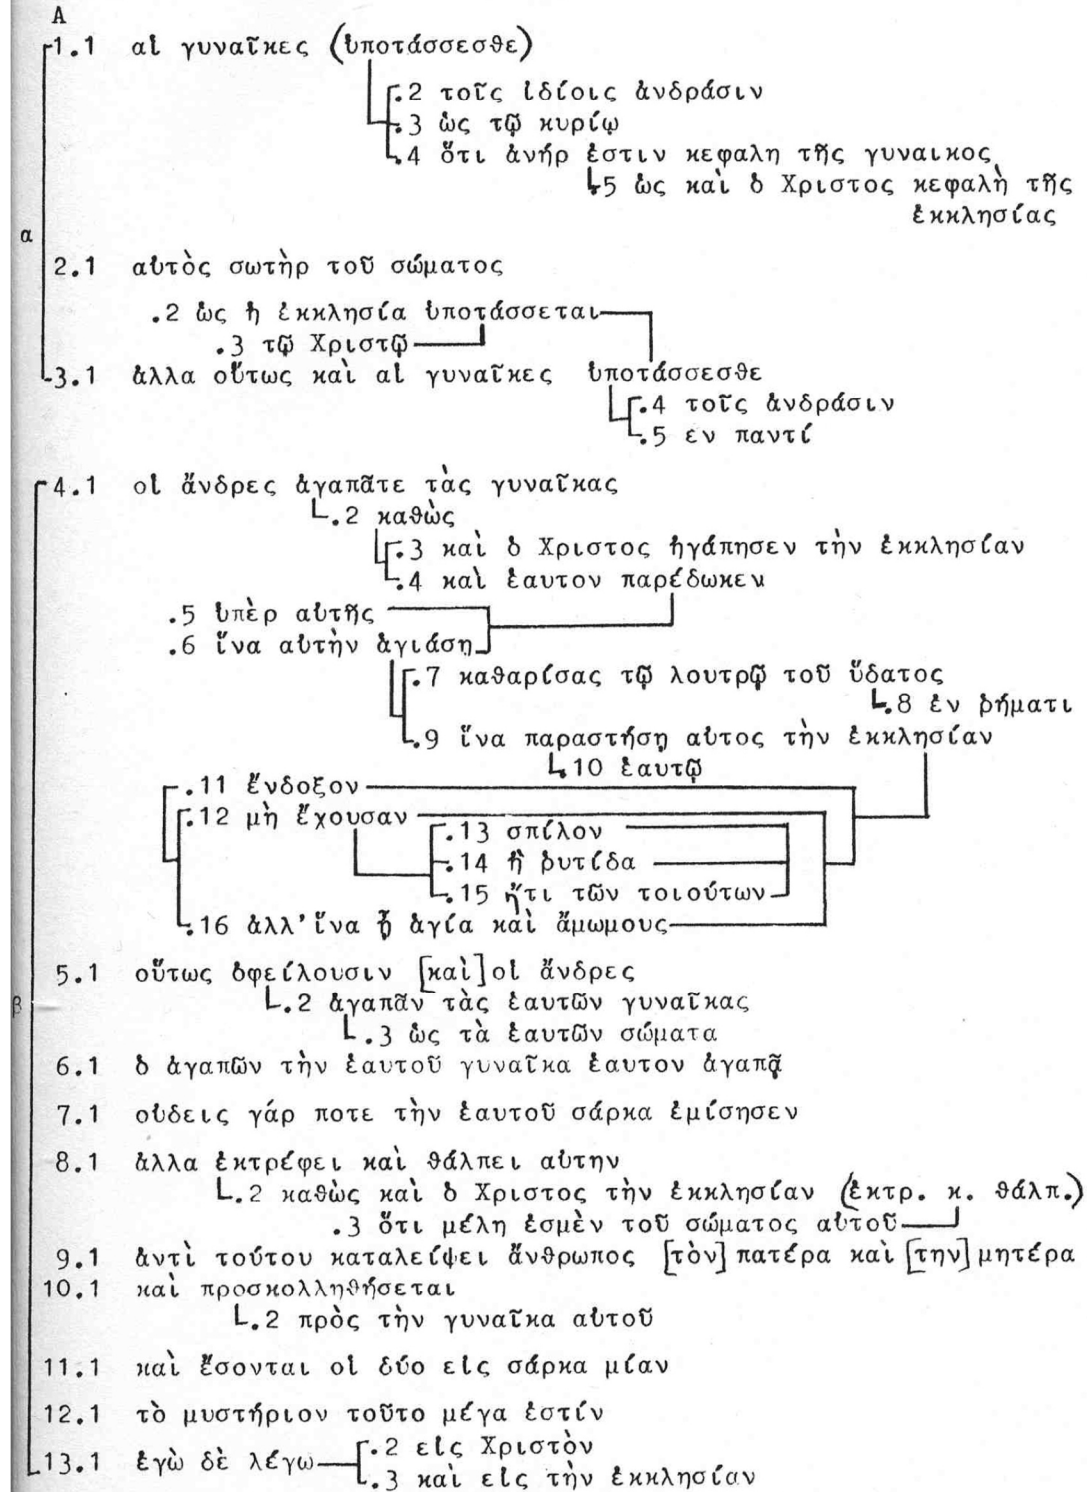 A
1.1 αἱ γυναῖκες (ὑποτάσσεσθε)
.2 τοῖς ἰδίοις ἀνδράσιν
.3 ὡς τῷ κυρίῳ
.4 ὅτι ἀνήρ ἐστιν κεφαλη τῆς γυναικος
.5 ὡς καὶ ὁ Χριστος κεφαλὴ τῆς
ἐκκλησίας
α
2.1 αὐτὸς σωτὴρ τοῦ σώματος
.2 ὡς ἡ ἐκκλησία ὑποτάσσεται
.3 τῷ Χριστῷ
3.1 ἀλλα οὕτως καὶ αἱ γυναῖκες ὑποτάσσεσθε
.4 τοῖς ἀνδράσιν
.5 εν παντί
4.1 οἱ ἄνδρες ἀγαπᾶτε τὰς γυναῖκας
.2 καθὼς
.3 καὶ ὁ Χριστος ἠγάπησεν τὴν ἐκκλησίαν
.4 καὶ ἑαυτον παρέδωκεν
.5 ὑπὲρ αὐτῆς
.6 ἵνα αὐτὴν ἁγιάσῃ
.7 καθαρίσας τῷ λουτρῷ τοῦ ὕδατος
.8 ἐν ῥήματι
.9 ἵνα παραστήσῃ αὐτος τὴν ἐκκλησίαν
.10 ἑαυτῷ
.11 ἔνδοξον
.12 μὴ ἔχουσαν
.13 σπίλον
.14 ἢ ῥυτίδα
.15 ἤτι τῶν τοιούτων
.16 ἀλλ' ἵνα ᾖ ἁγία καὶ ἄμωμους
5.1 οὕτως ὀφείλουσιν [καὶ] οἱ ἄνδρες
.2 ἀγαπᾶν τὰς ἑαυτῶν γυναῖκας
β
.3 ὡς τὰ ἑαυτῶν σώματα
6.1 ὁ ἀγαπῶν τὴν ἑαυτοῦ γυναῖκα ἑαυτον ἀγαπᾷ
7.1 οὐδεις γάρ ποτε τὴν ἑαυτοῦ σάρκα ἐμίσησεν
8.1 ἀλλα ἐκτρέφει καὶ θάλπει αὐτην
.2 καθὼς καὶ ὁ Χριστος τὴν ἐκκλησίαν (ἐκτρ. κ. θάλπ.)
.3 ὅτι μέλη ἐσμὲν τοῦ σώματος αὐτοῦ
9.1 ἀντὶ τούτου καταλείψει ἄνθρωπος [τὸν] πατέρα καὶ [την] μητέρα
10.1 καὶ προσκολληθήσεται
.2 πρὸς τὴν γυναῖκα αὐτοῦ
11.1 καὶ ἔσονται οἱ δύο εἰς σάρκα μίαν
12.1 τὸ μυστήριον τοῦτο μέγα ἐστίν
13.1 ἐγὼ δὲ λέγω
.2 εἰς Χριστὸν
.3 καὶ εἰς τὴν ἐκκλησίαν